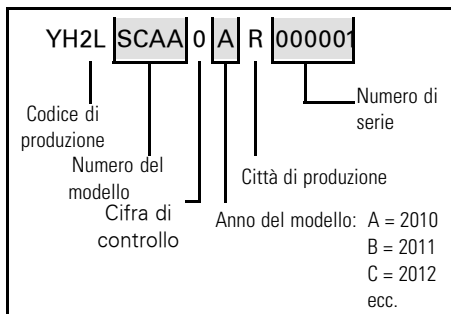 YH2L SCAA 0 A R 000001
Numero di
serie
Codice di
produzione
Numero del
modello
Città di produzione
Cifra di
controllo
Anno del modello: A = 2010
B = 2011
C = 2012
ecc.